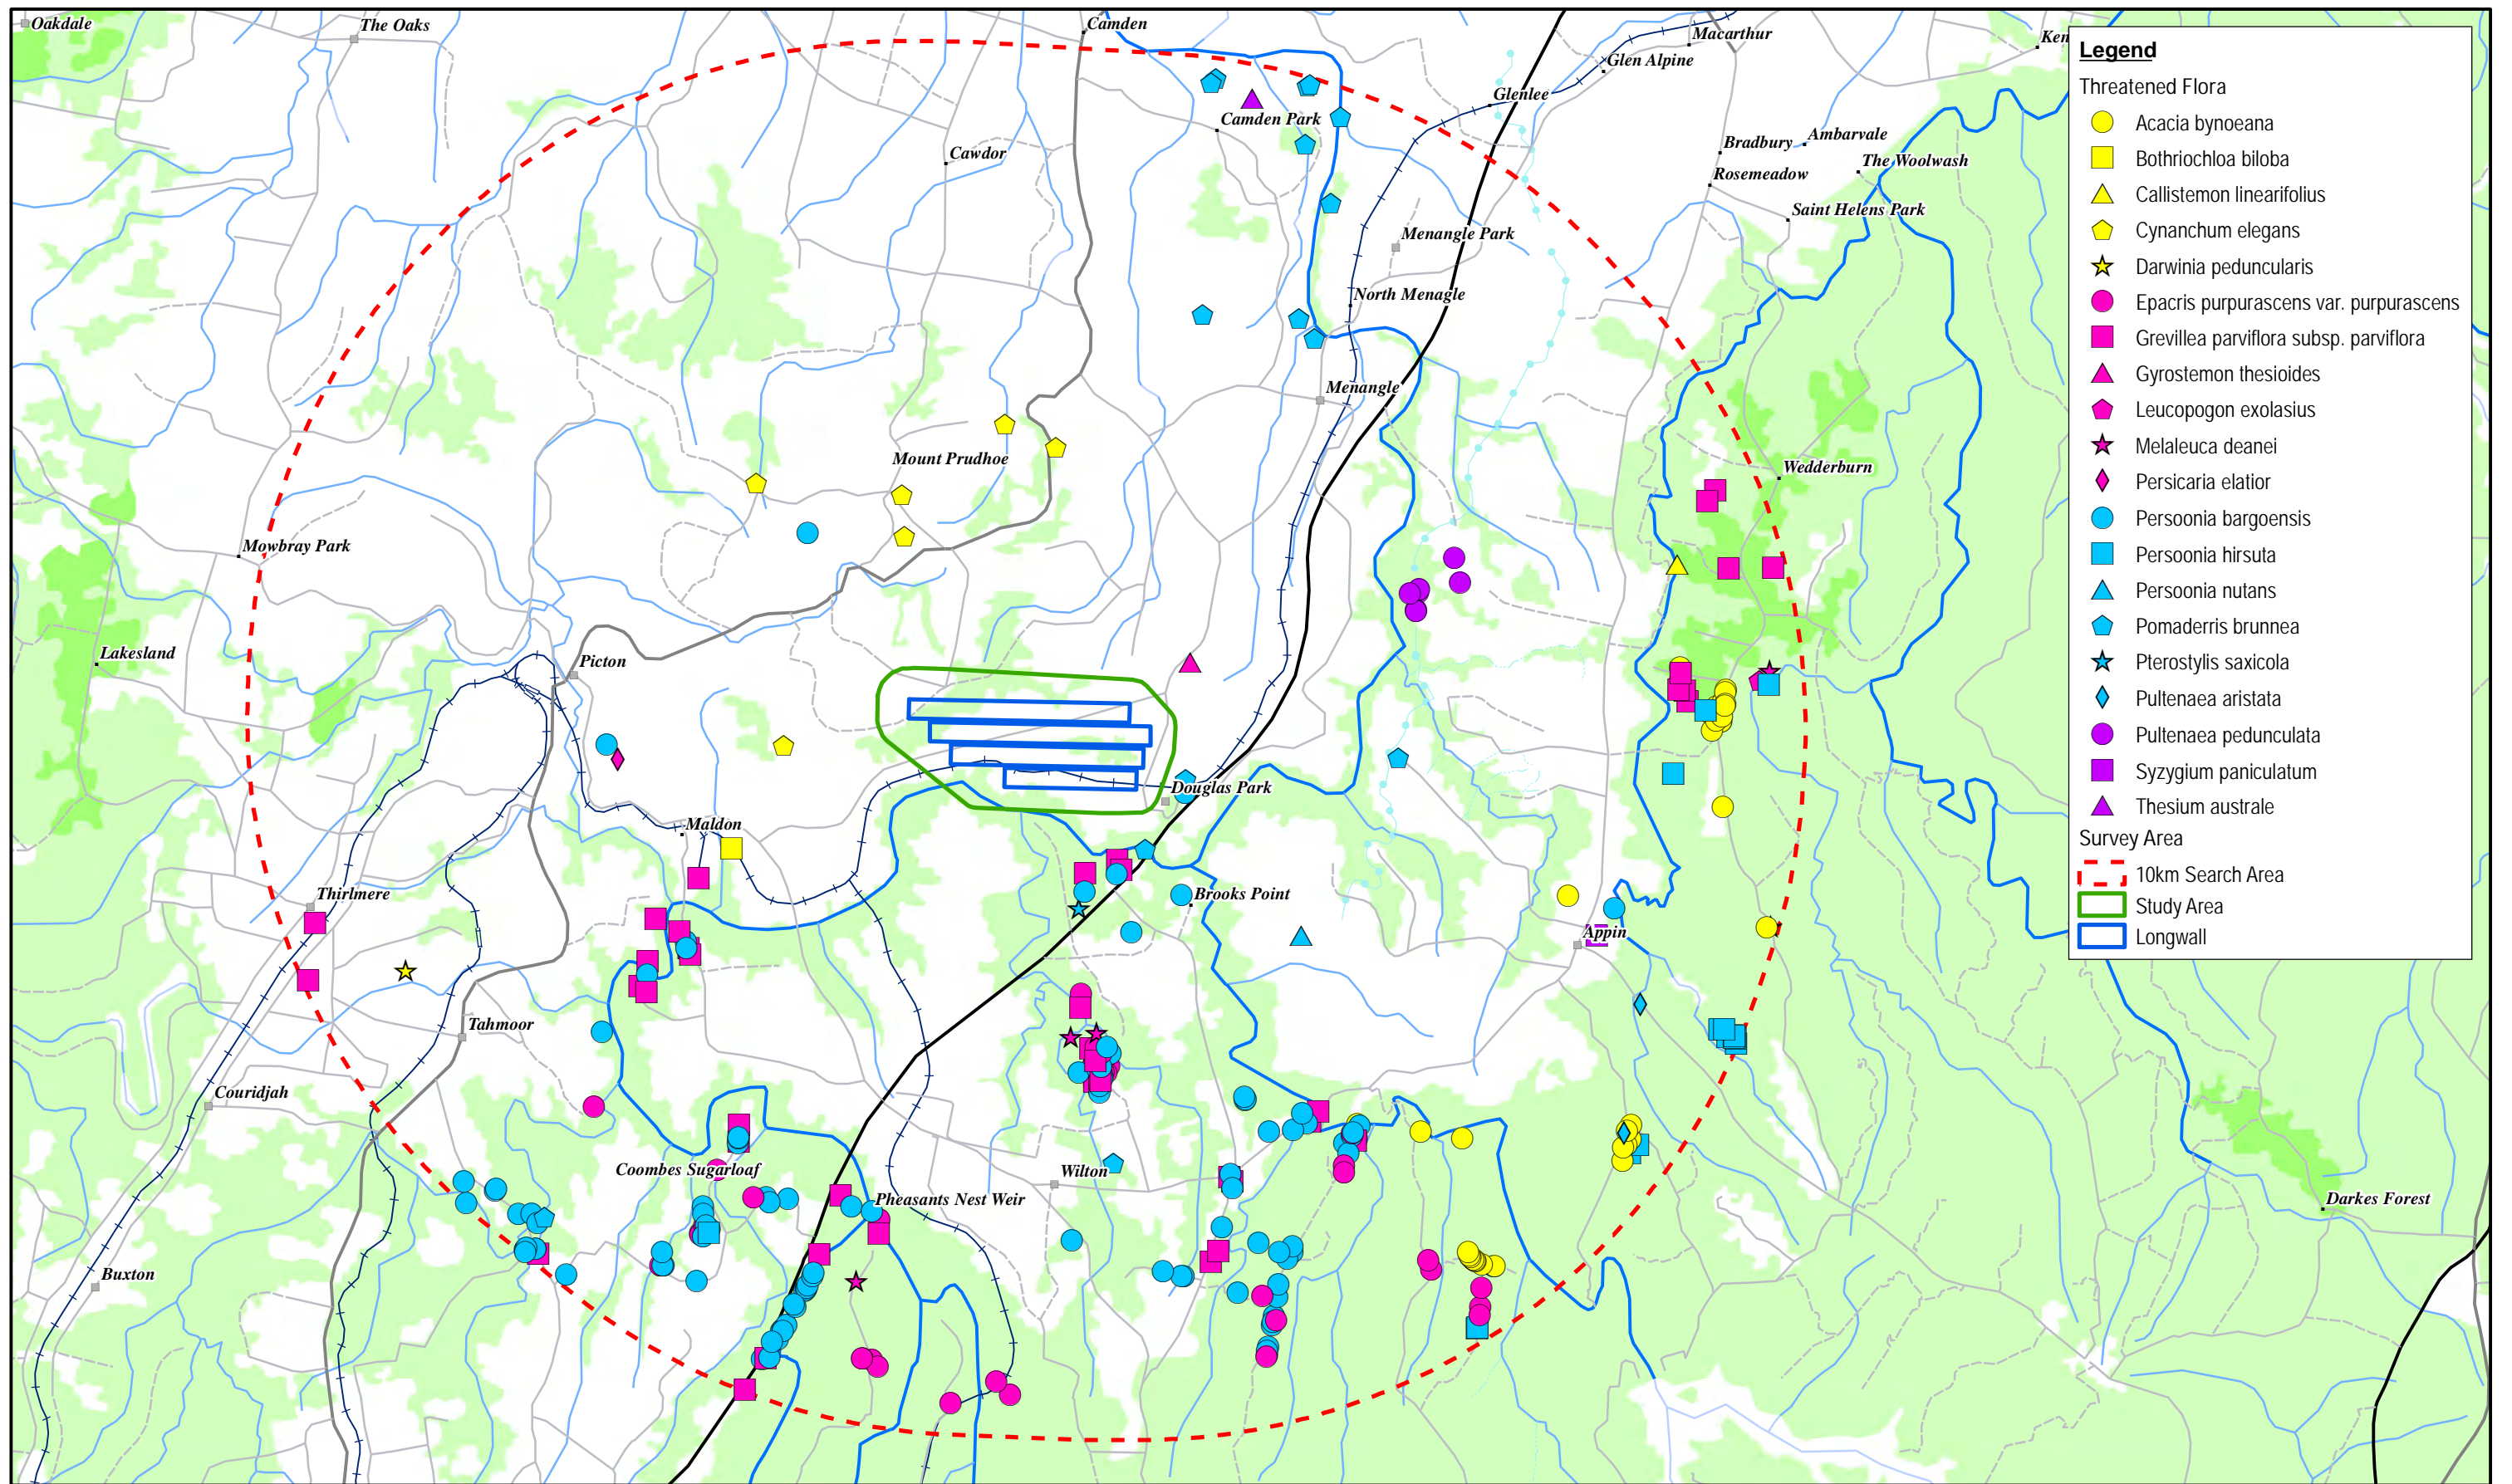 Oakdale
The Oaks
Camden
Macarthur
Ken
Glen Alpine
Glenlee
Camden Park
Cawdor
Bradbury
Ambarvale
The Woolwash
Rosemeadow
Saint Helens Park
Menangle Park
North Menagle
Menangle
Mount Prudhoe
Wedderburn
Mowbray Park
Lakesland
Picton
Douglas Park
Maldon
Thirlmere
Brooks Point
Appin
Tahmoor
Couridjah
Coombes Sugarloaf
Wilton
Pheasants Nest Weir
Darkes Forest
Buxton
Legend
Threatened Flora
Acacia bynoeana
Bothriochloa biloba
Callistemon linearifolius
Cynanchum elegans
Darwinia peduncularis
Epacris purpurascens var. purpurascens
Grevillea parviflora subsp. parviflora
Gyrostemon thesioides
Leucopogon exolasius
Melaleuca deanei
Persicaria elatior
Persoonia bargoensis
Persoonia hirsuta
Persoonia nutans
Pomaderris brunnea
Pterostylis saxicola
Pultenaea aristata
Pultenaea pedunculata
Syzygium paniculatum
Thesium australe
Survey Area
10km Search Area
Study Area
Longwall